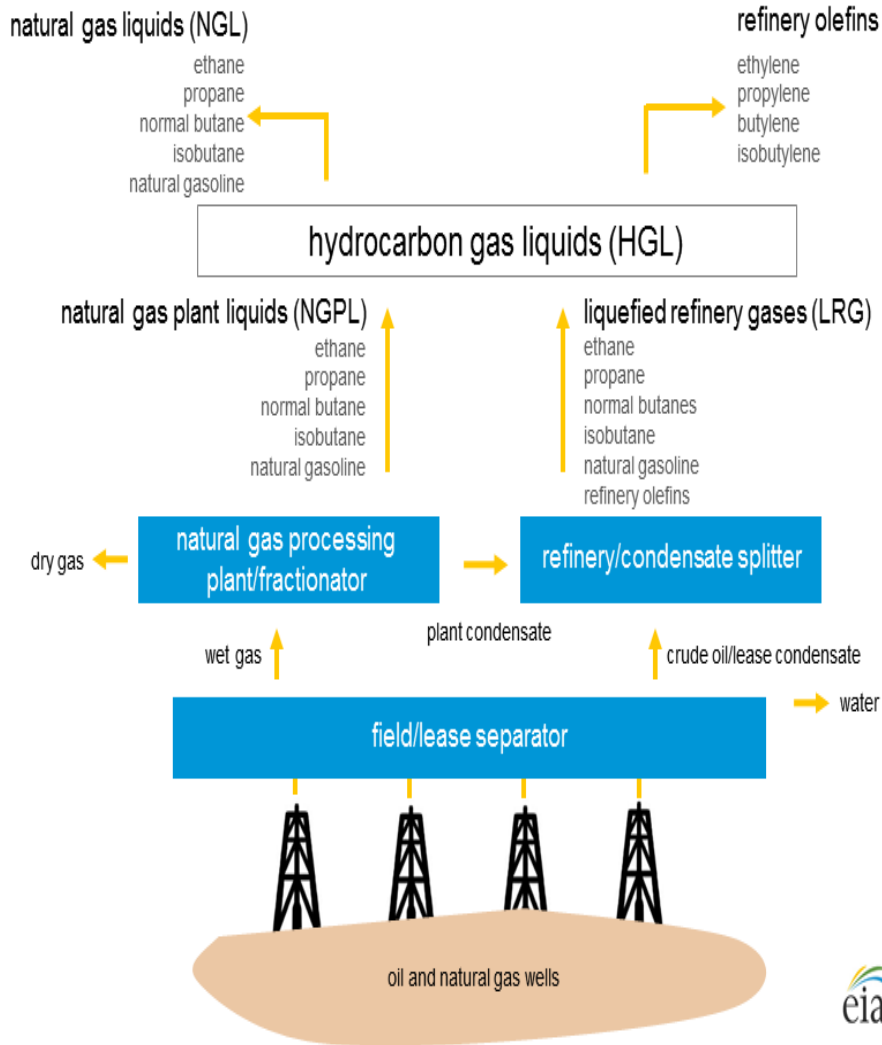 natural gas liquids (NGL)
ethane
propane
normal butane
isobutane
natural gasoline
refinery olefins
ethylene
propylene
butylene
isobutylene
hydrocarbon gas liquids (HGL)
natural gas plant liquids (NGPL)
ethane
propane
normal butane
isobutane
natural gasoline
liquefied refinery gases (LRG)
ethane
propane
normal butanes
isobutane
natural gasoline
refinery olefins
dry gas
natural gas processing
plant/fractionator
refinery/condensate splitter
plant condensate
wet gas
crude oil/lease condensate
water
field/lease separator
oil and natural gas wells
eia